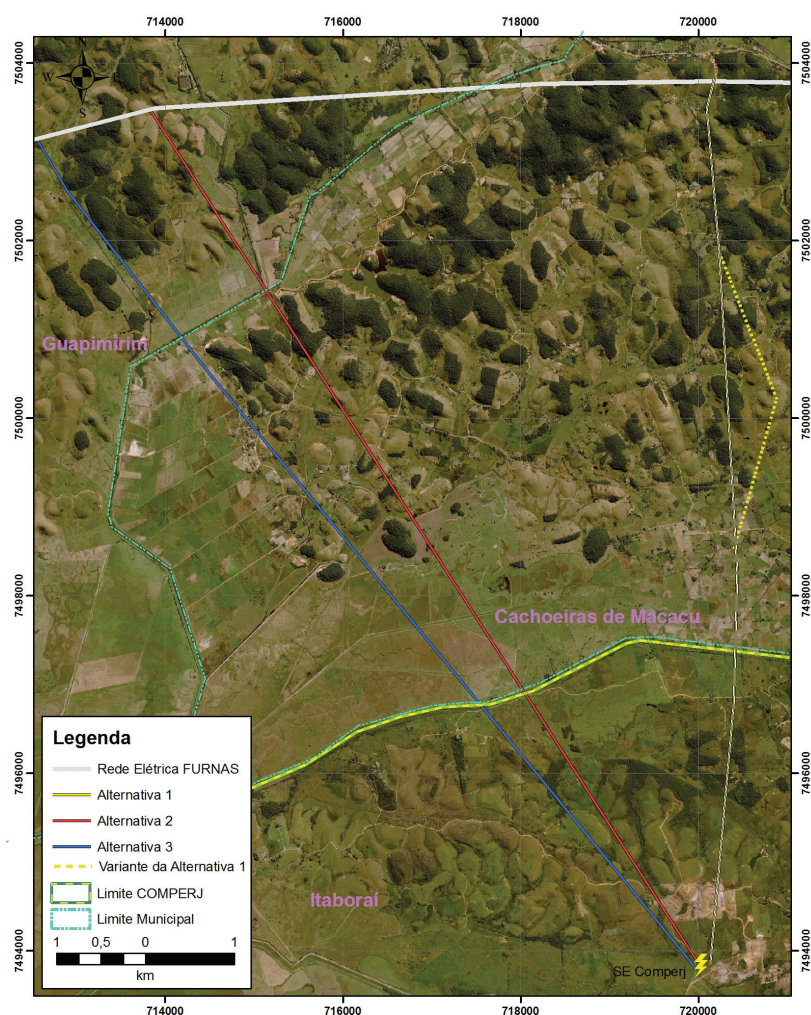 714000 716000 718000 720000
7504000 7504000
N
W E
S
7502000 7502000
Guapimirim
7500000 7500000
7498000 7498000
Cachoeiras de Macacu
Legenda
Rede Elétrica FURNAS
Alternativa 1
Alternativa 2
Alternativa 3
Variante da Alternativa 1
Limite COMPERJ
Limite Municipal
1 0,5 0 1
km
7496000 7496000
Itaboraí
SE Comperj
7494000 7494000
714000 716000 718000 720000